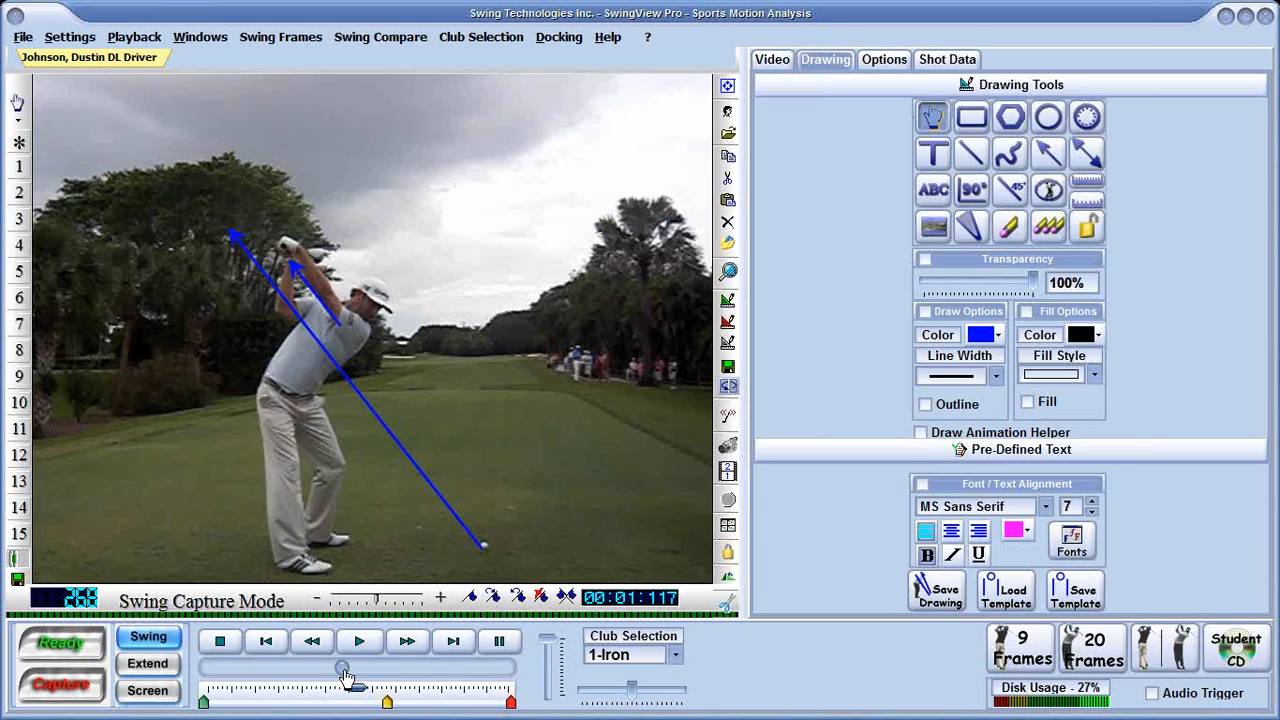 Swing Technologies Inc. - SwingView Pro - Sports Motion Analysis
File Settings Playback Windows Swing Frames Swing Compare Club Selection Docking Help ?
Johnson, Dustin DL Driver
Video Drawing Options Shot Data
Drawing Tools
T
ABC 90° 45°
Transparency
100%
Draw Options Fill Options
Color Color
Line Width Fill Style
Outline Fill
Draw Animation Helper
Pre-Defined Text
Font / Text Alignment
MS Sans Serif 7
B I U Fonts
Save Drawing
Load Template
Save Template
1
2
3
4
5
6
7
8
9
10
11
12
13
14
15
Swing Capture Mode - + 00:01:117
Ready
Capture
Swing
Extend
Screen
Club Selection
1-Iron
9 Frames
20 Frames
Student CD
Disk Usage - 27%
Audio Trigger